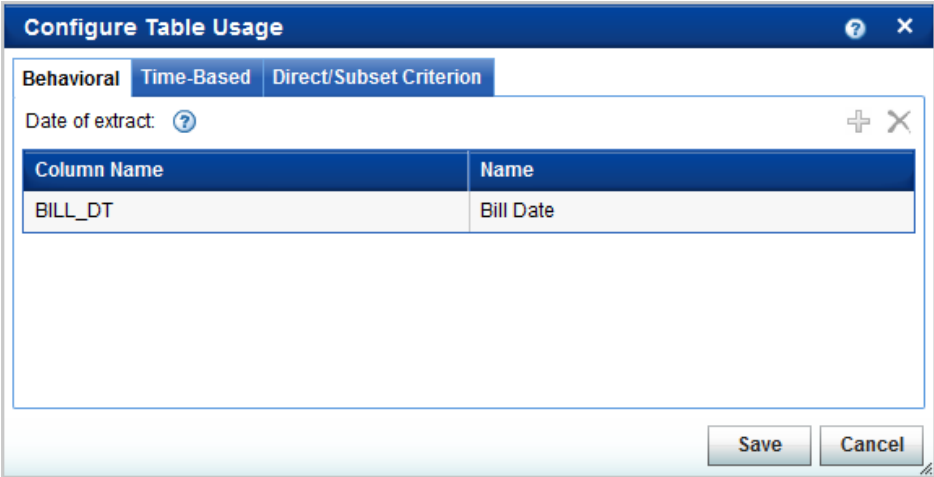 Configure Table Usage
Behavioral Time-Based Direct/Subset Criterion
Date of extract:
Column Name Name
BILL_DT Bill Date
Save Cancel